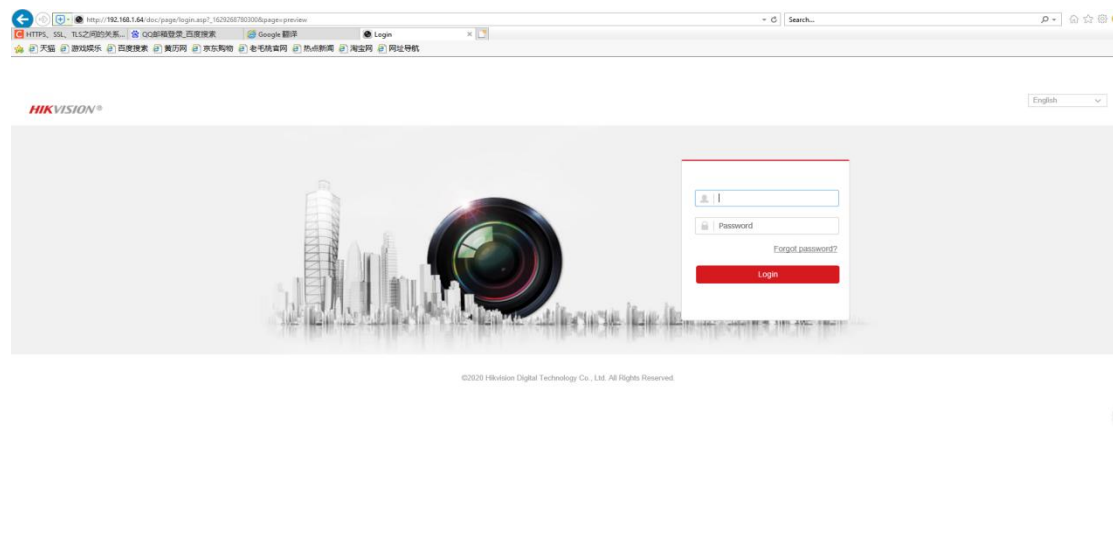 http://192.168.1.64/doc/page/login.asp?_1629268780300&page=preview
Search...
HTTPS、SSL、TLS之间的关系... QQ邮箱登录_百度搜索 Google 翻译 Login
天猫 游戏娱乐 百度搜索 黄历网 京东购物 老毛桃官网 热点新闻 淘宝网 网址导航
HIKVISION®
English
Password
Forgot password?
Login
©2020 Hikvision Digital Technology Co., Ltd. All Rights Reserved.